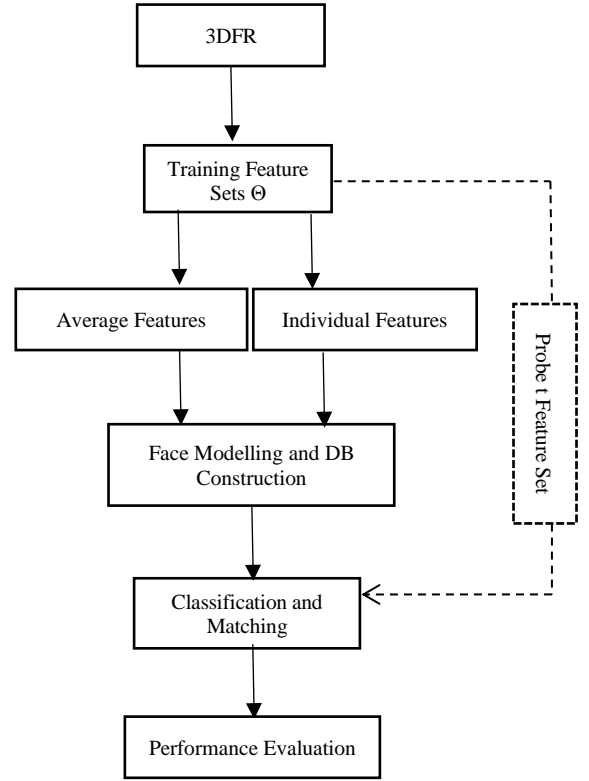 3DFR
Training Feature
Sets Θ
Average Features
Individual Features
Probe t Feature Set
Face Modelling and DB
Construction
Classification and
Matching
Performance Evaluation